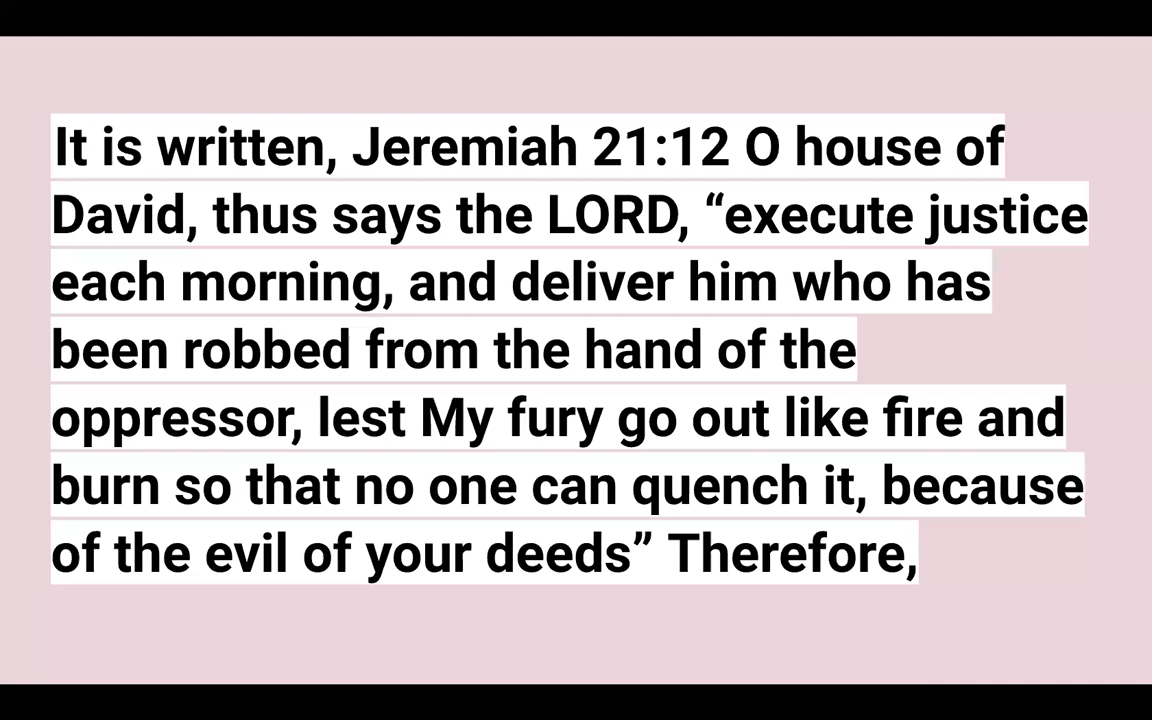 It is written, Jeremiah 21:12 O house of
David, thus says the LORD, “execute justice
each morning, and deliver him who has
been robbed from the hand of the
oppressor, lest My fury go out like fire and
burn so that no one can quench it, because
of the evil of your deeds” Therefore,